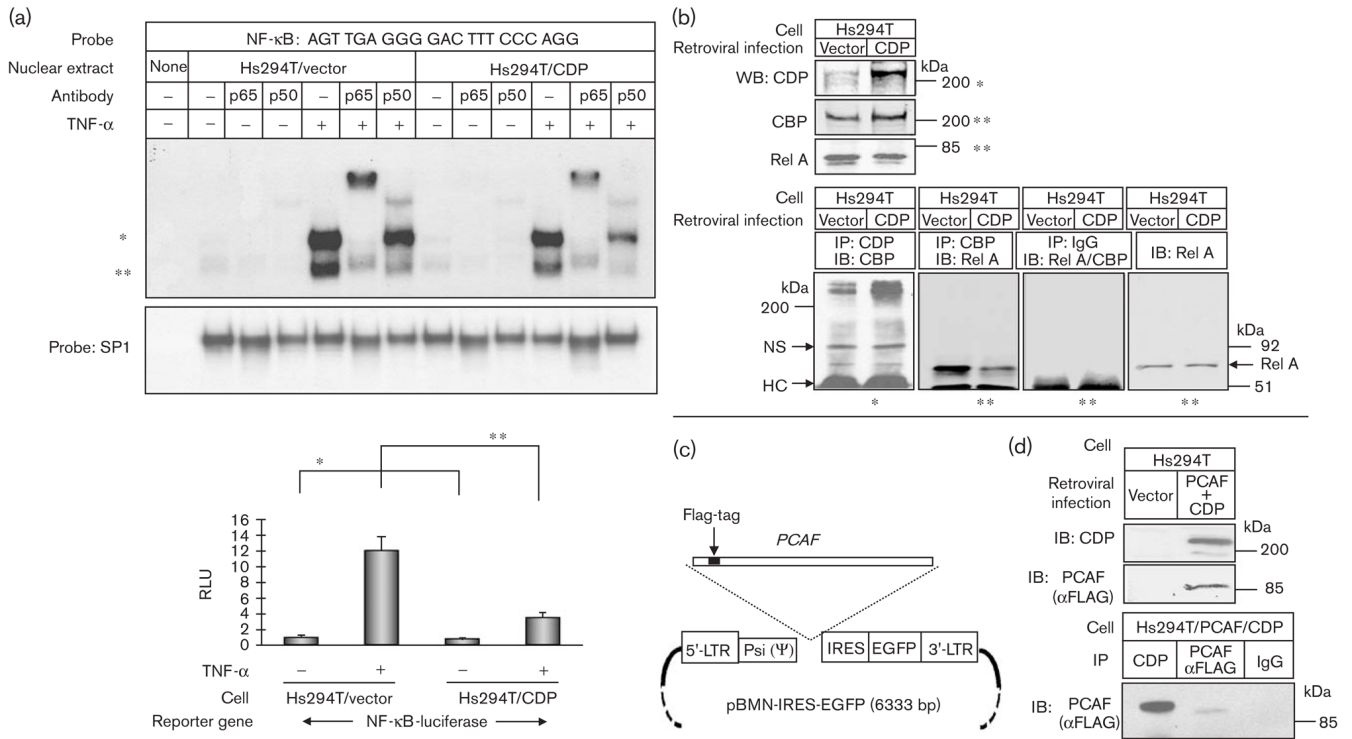 (a)
Probe NF-κB: AGT TGA GGG GAC TTT CCC AGG
Nuclear extract None Hs294T/vector Hs294T/CDP
Antibody – – p65 p50 – p65 p50 – p65 p50 – p65 p50
TNF-α – – – – + + + – – – + + +
*
**
Probe: SP1
* **
RLU
16
14
12
10
8
6
4
2
0
TNF-α – + – +
Cell Hs294T/vector Hs294T/CDP
Reporter gene NF-κB-luciferase
(b)
Cell Hs294T
Retroviral infection Vector CDP kDa
WB: CDP 200 *
CBP 200 **
Rel A 85 **
Cell Hs294T Hs294T Hs294T Hs294T
Retroviral infection Vector CDP Vector CDP Vector CDP Vector CDP
IP: CDP IP: CBP IP: IgG IB: Rel A
IB: CBP IB: Rel A IB: Rel A/CBP
kDa
200
NS
HC
kDa
92
Rel A
51
* ** ** **
(c)
Flag-tag
PCAF
5'-LTR Psi (Ψ) IRES EGFP 3'-LTR
pBMN-IRES-EGFP (6333 bp)
(d)
Cell Hs294T
Retroviral infection Vector PCAF + CDP
kDa
IB: CDP 200
IB: PCAF (αFLAG) 85
Cell Hs294T/PCAF/CDP
IP CDP PCAF αFLAG IgG
kDa
IB: PCAF (αFLAG) 85